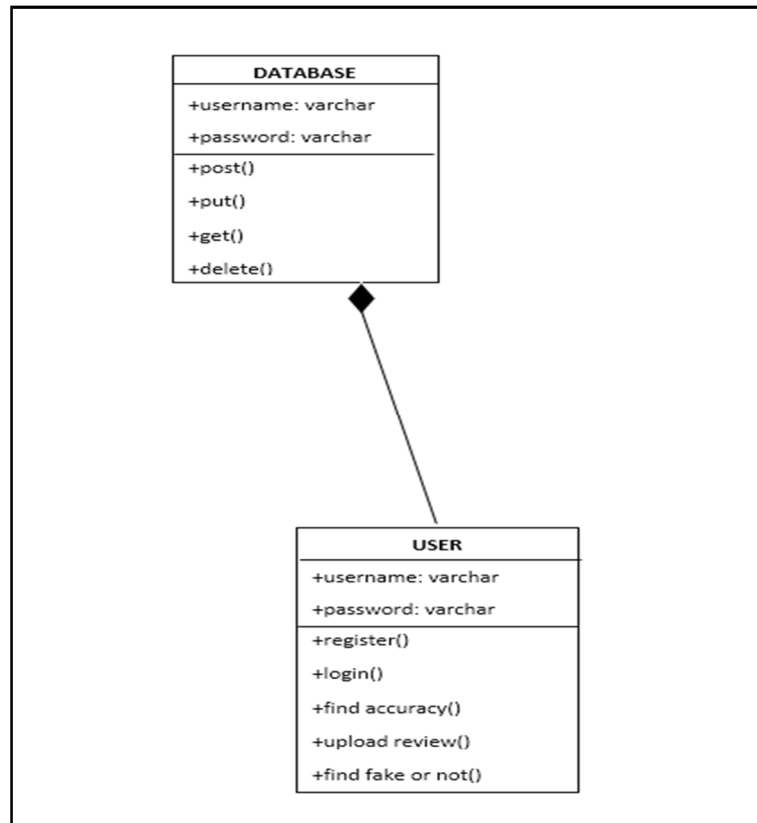 DATABASE
+username: varchar
+password: varchar
+post()
+put()
+get()
+delete()
USER
+username: varchar
+password: varchar
+register()
+login()
+find accuracy()
+upload review()
+find fake or not()